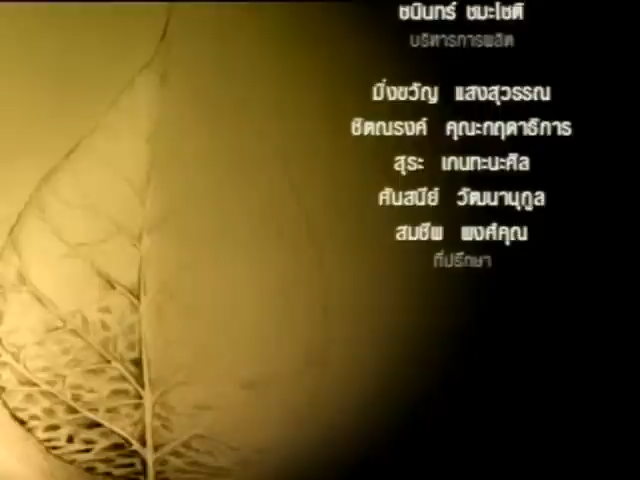 ชนินทร์ ชมะโชติ
บริหารการผลิต
มิ่งขวัญ แสงสุวรรณ
ชิตณรงค์ คุณะกฤดาธิการ
สุระ เกนทะนะศิล
ศันสนีย์ วัฒนานุกูล
สมชีพ พงศ์คุณ
ที่ปรึกษา